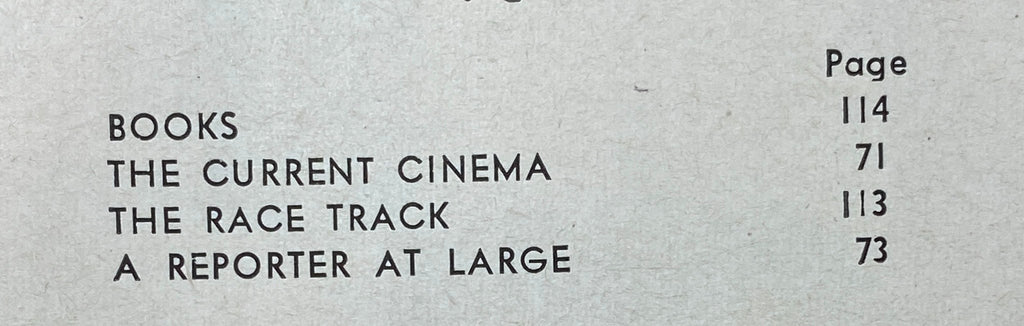 Page
BOOKS 114
THE CURRENT CINEMA 71
THE RACE TRACK 113
A REPORTER AT LARGE 73